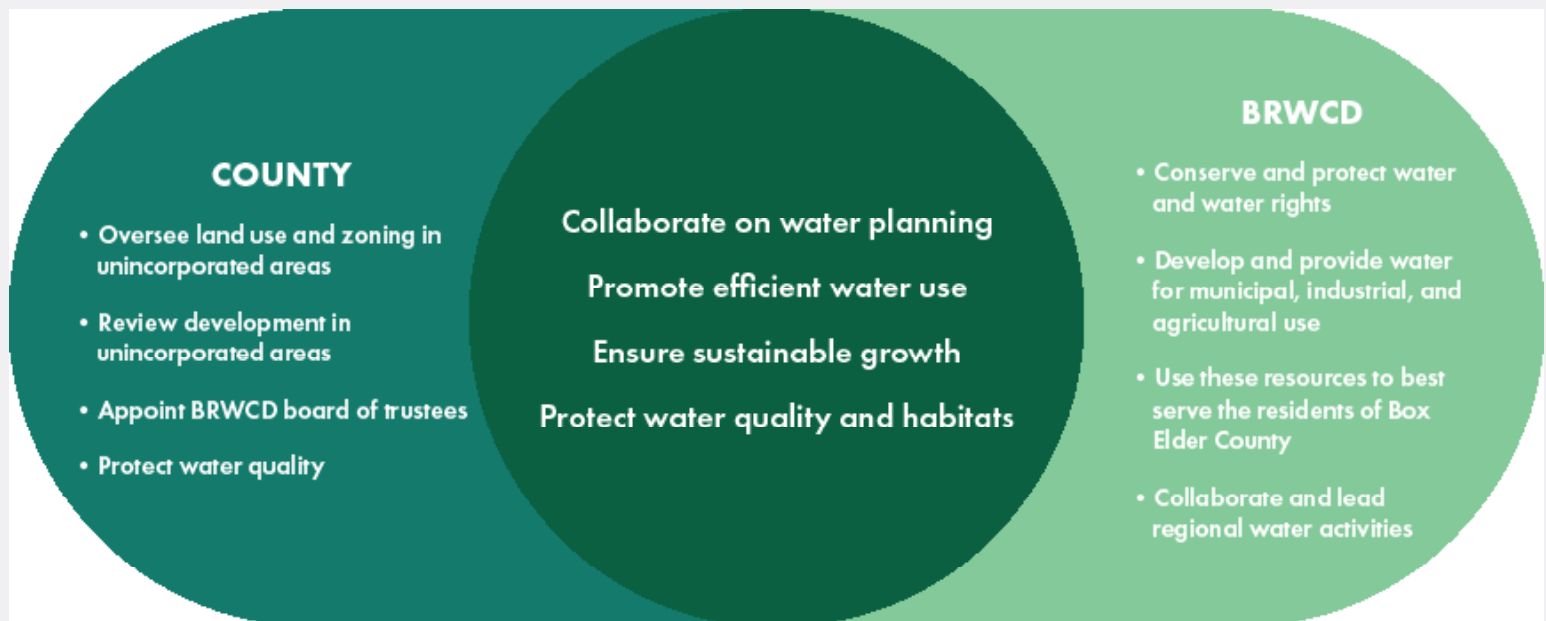 COUNTY
• Oversee land use and zoning in
unincorporated areas
• Review development in
unincorporated areas
• Appoint BRWCD board of trustees
• Protect water quality
Collaborate on water planning
Promote efficient water use
Ensure sustainable growth
Protect water quality and habitats
BRWCD
• Conserve and protect water
and water rights
• Develop and provide water
for municipal, industrial, and
agricultural use
• Use these resources to best
serve the residents of Box
Elder County
• Collaborate and lead
regional water activities